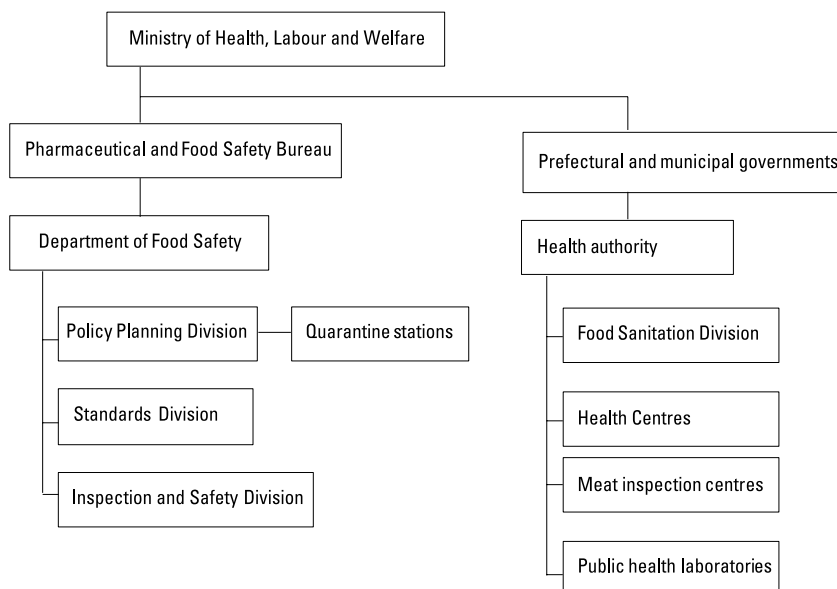 Ministry of Health, Labour and Welfare
Pharmaceutical and Food Safety Bureau
Prefectural and municipal governments
Department of Food Safety
Health authority
Policy Planning Division
Quarantine stations
Food Sanitation Division
Standards Division
Health Centres
Inspection and Safety Division
Meat inspection centres
Public health laboratories